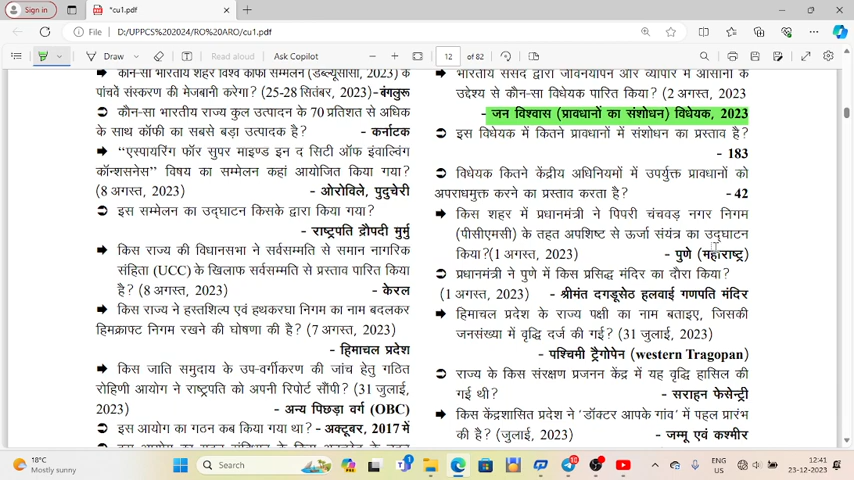 Sign in
*cu1.pdf
File
D:/UPPCS%202024/RO%20ARO/cu1.pdf
Draw
Read aloud
Ask Copilot
12
of 82
कौन-सा भारतीय शहर विश्व कॉफी सम्मेलन (डब्ल्यूसीसी, 2023) के
पांचवें संस्करण की मेजबानी करेगा? (25-28 सितंबर, 2023)-बंगलुरू
कौन-सा भारतीय राज्य कुल उत्पादन के 70 प्रतिशत से अधिक
के साथ कॉफी का सबसे बड़ा उत्पादक है? - कर्नाटक
“एस्पायरिंग फॉर सुपर माइण्ड इन द सिटी ऑफ इंवाल्विंग
कॉन्शसनेस” विषय का सम्मेलन कहां आयोजित किया गया?
(8 अगस्त, 2023) - ओरोविले, पुदुचेरी
इस सम्मेलन का उद्घाटन किसके द्वारा किया गया?
- राष्ट्रपति द्रौपदी मुर्मु
किस राज्य की विधानसभा ने सर्वसम्मति से समान नागरिक
संहिता (UCC) के खिलाफ सर्वसम्मति से प्रस्ताव पारित किया
है? (8 अगस्त, 2023) - केरल
किस राज्य ने हस्तशिल्प एवं हथकरघा निगम का नाम बदलकर
हिमक्राफ्ट निगम रखने की घोषणा की है? (7 अगस्त, 2023)
- हिमाचल प्रदेश
किस जाति समुदाय के उप-वर्गीकरण की जांच हेतु गठित
रोहिणी आयोग ने राष्ट्रपति को अपनी रिपोर्ट सौंपी? (31 जुलाई,
2023) - अन्य पिछड़ा वर्ग (OBC)
इस आयोग का गठन कब किया गया था? - अक्टूबर, 2017 में
भारतीय संसद द्वारा जीवनयापन और व्यापार में आसानी के
उद्देश्य से कौन-सा विधेयक पारित किया? (2 अगस्त, 2023
- जन विश्वास (प्रावधानों का संशोधन) विधेयक, 2023
इस विधेयक में कितने प्रावधानों में संशोधन का प्रस्ताव है?
- 183
विधेयक कितने केंद्रीय अधिनियमों में उपर्युक्त प्रावधानों को
अपराधमुक्त करने का प्रस्ताव करता है? - 42
किस शहर में प्रधानमंत्री ने पिपरी चंचवड़ नगर निगम
(पीसीएमसी) के तहत अपशिष्ट से ऊर्जा संयंत्र का उद्घाटन
किया?(1 अगस्त, 2023) - पुणे (महाराष्ट्र)
प्रधानमंत्री ने पुणे में किस प्रसिद्ध मंदिर का दौरा किया?
(1 अगस्त, 2023) - श्रीमंत दगडूसेठ हलवाई गणपति मंदिर
हिमाचल प्रदेश के राज्य पक्षी का नाम बताइए, जिसकी
जनसंख्या में वृद्धि दर्ज की गई? (31 जुलाई, 2023)
- पश्चिमी ट्रैगोपेन (western Tragopan)
राज्य के किस संरक्षण प्रजनन केंद्र में यह वृद्धि हासिल की
गई थी? - सराहन फेसेन्ट्री
किस केंद्रशासित प्रदेश ने ‘डॉक्टर आपके गांव’ में पहल प्रारंभ
की है? (जुलाई, 2023) - जम्मू एवं कश्मीर
18°C
Mostly sunny
Search
ENG
US
12:41
23-12-2023